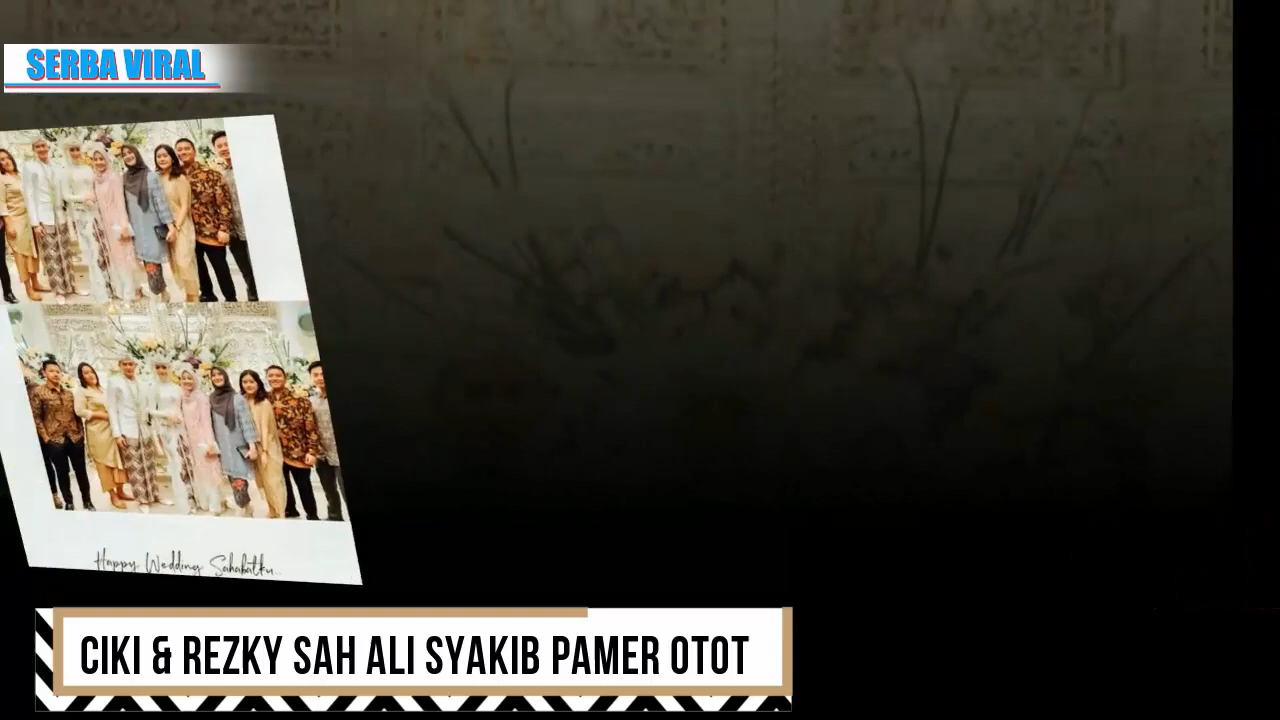 SERBA VIRAL
Happy Wedding Sahabatku..
CIKI & REZKY SAH ALI SYAKIB PAMER OTOT